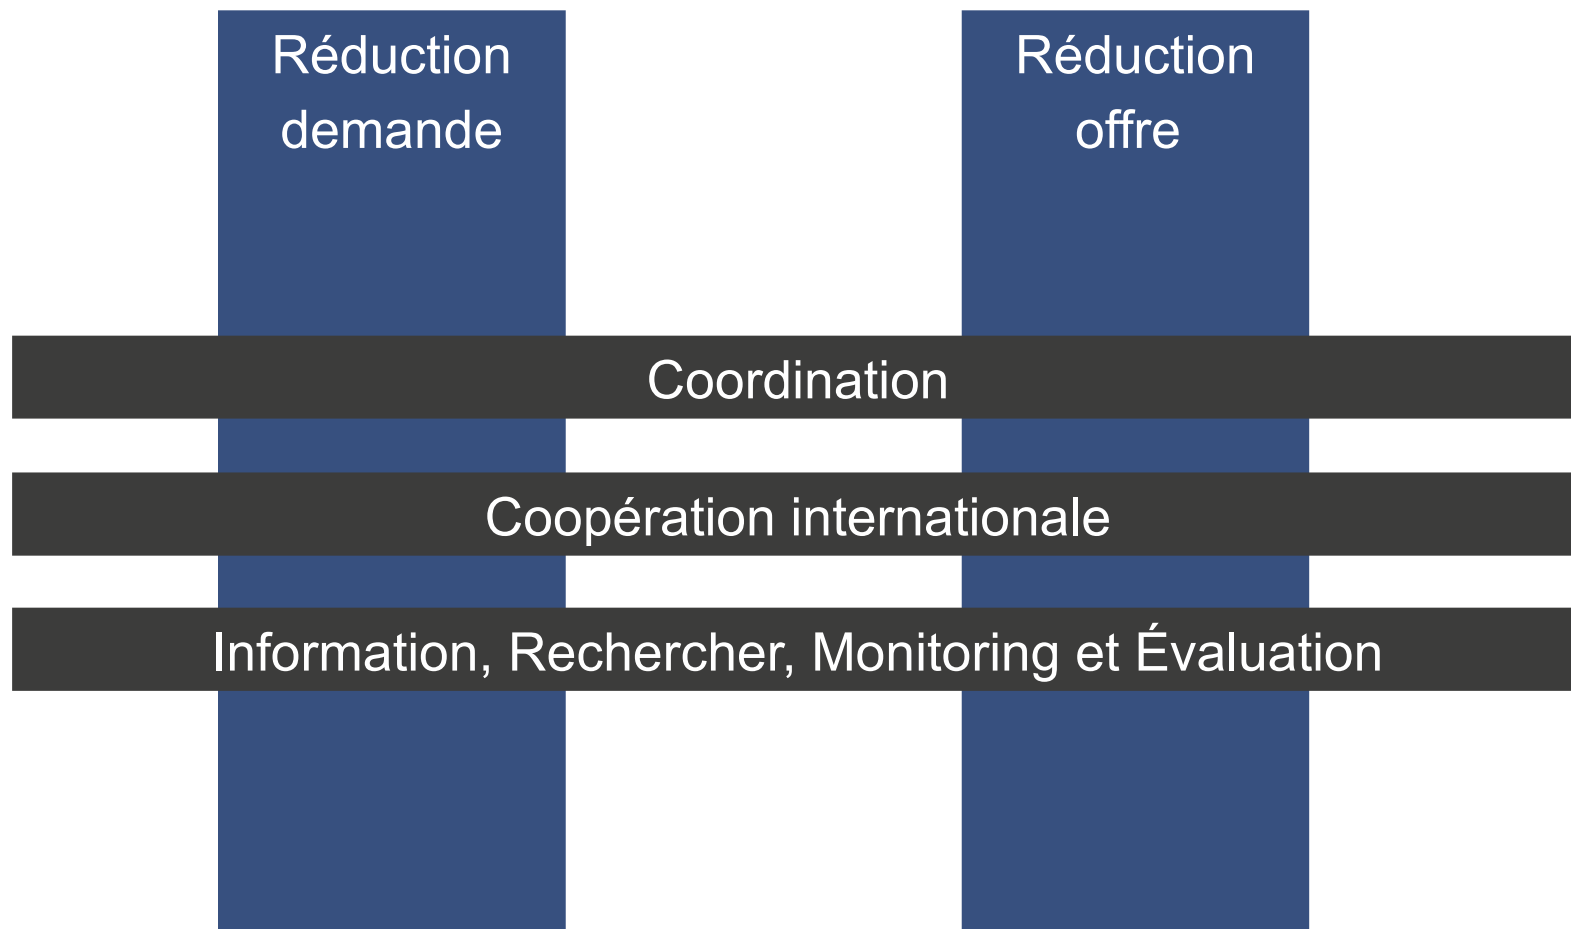 Réduction
demande
Réduction
offre
Coordination
Coopération internationale
Information, Rechercher, Monitoring et Évaluation